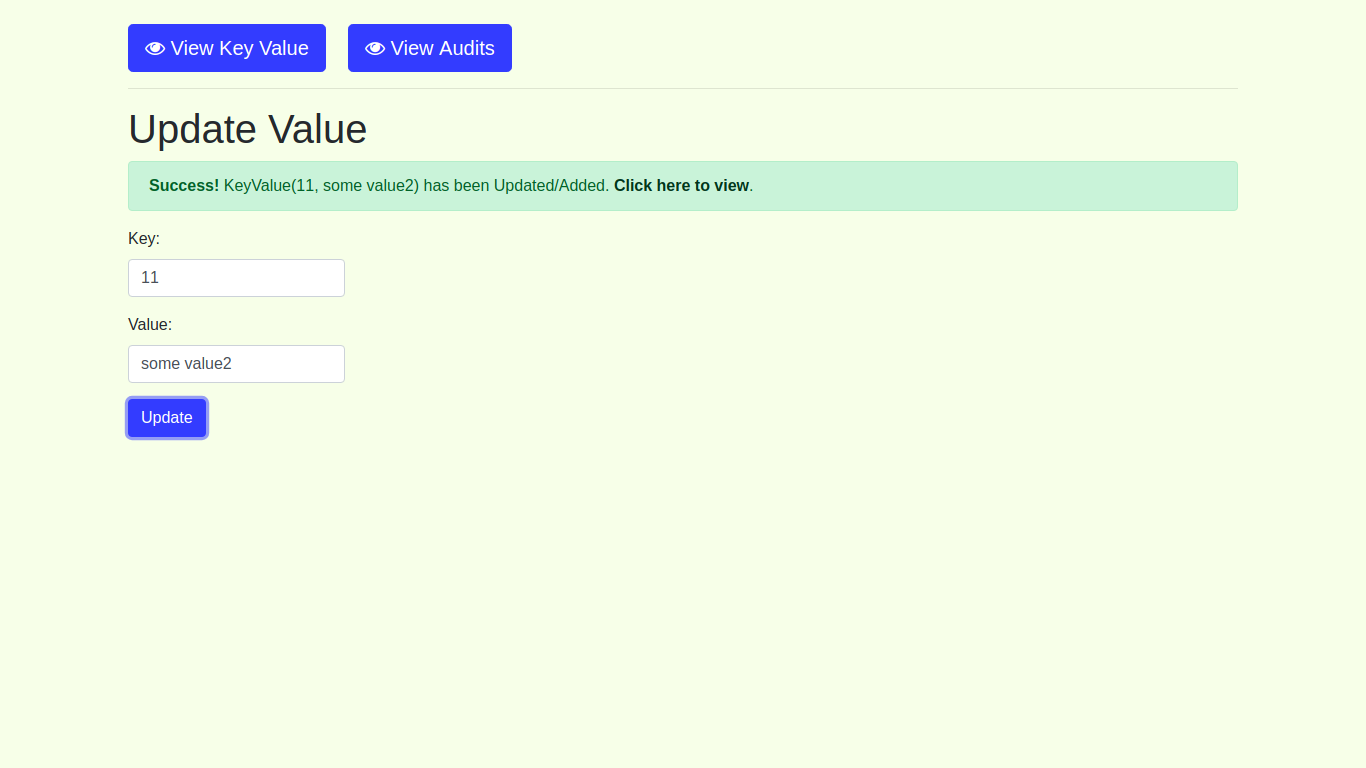 View Key Value View Audits
Update Value
Success! KeyValue(11, some value2) has been Updated/Added. Click here to view.
Key:
11
Value:
some value2
Update